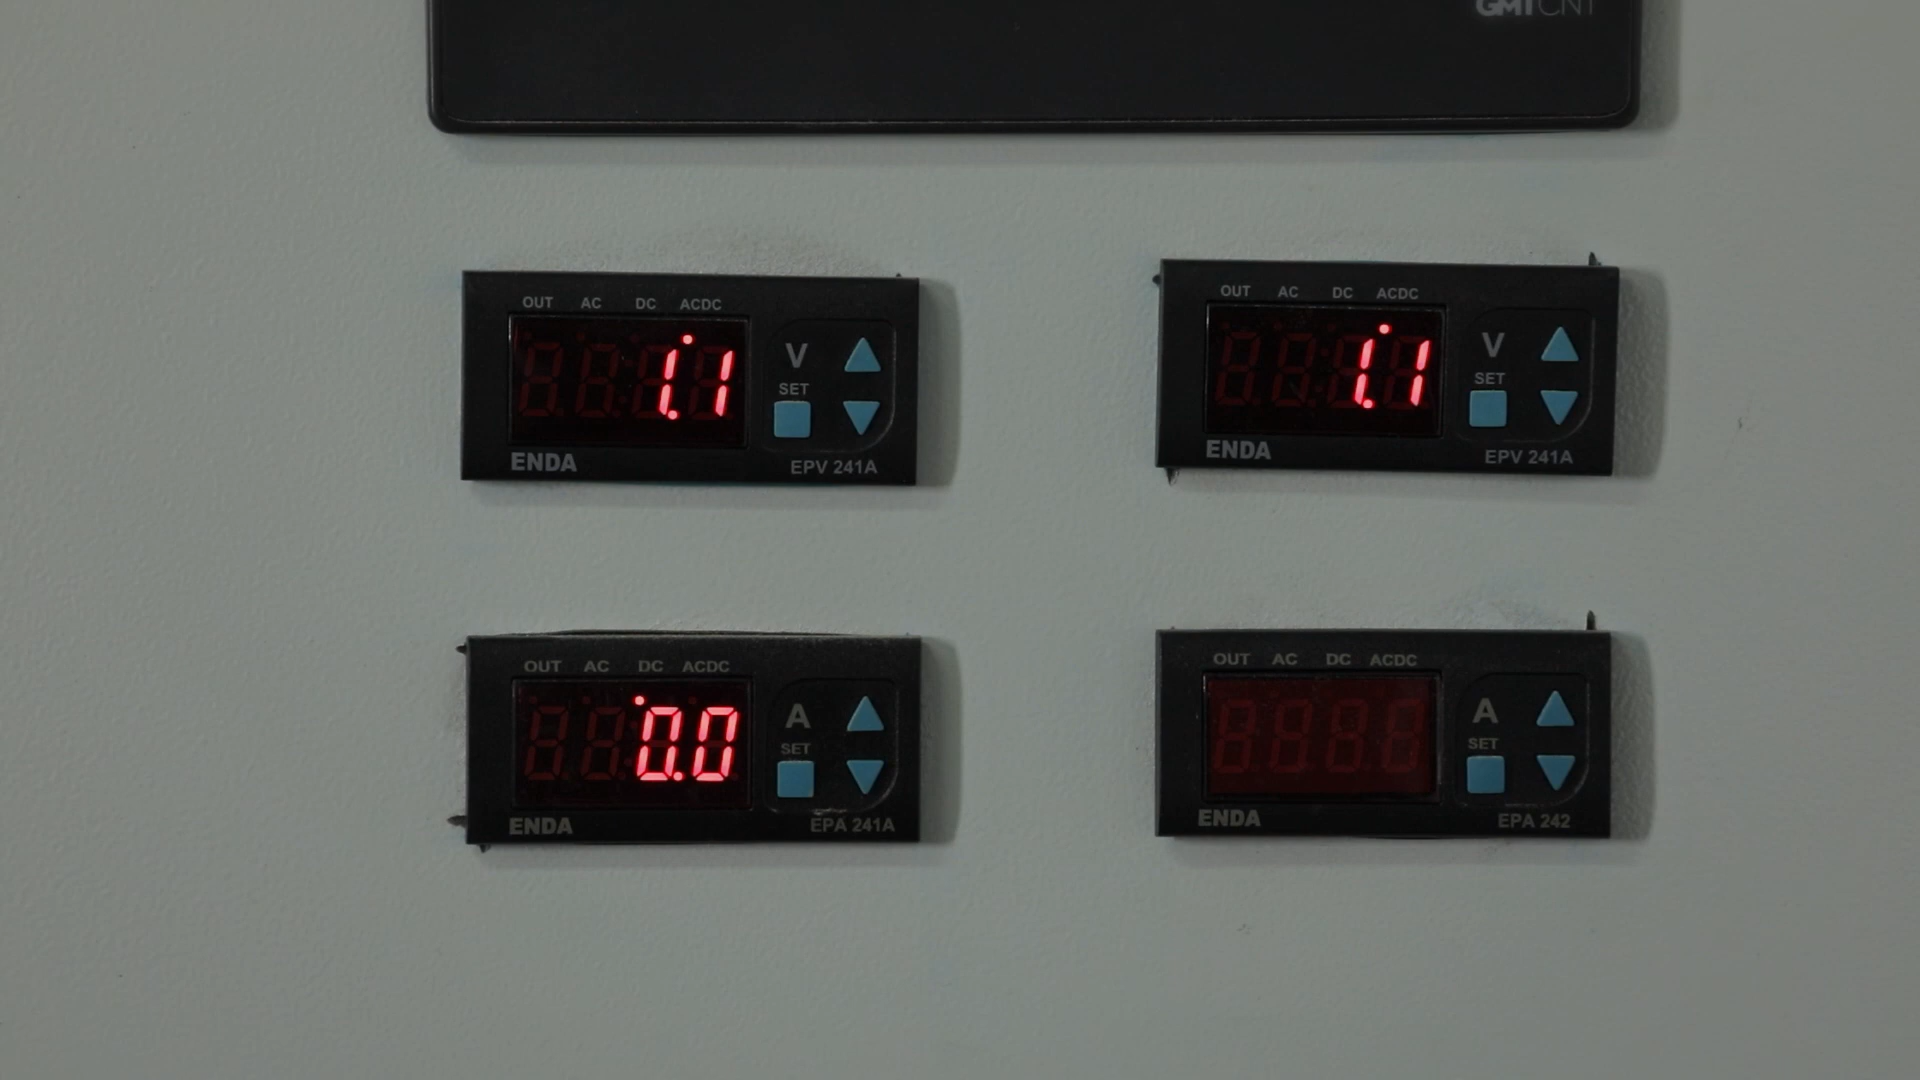 GMTCNT
OUT AC DC ACDC
1.1
V
SET
ENDA
EPV 241A
OUT AC DC ACDC
1.1
V
SET
ENDA
EPV 241A
OUT AC DC ACDC
0.0
A
SET
ENDA
EPA 241A
OUT AC DC ACDC
A
SET
ENDA
EPA 242